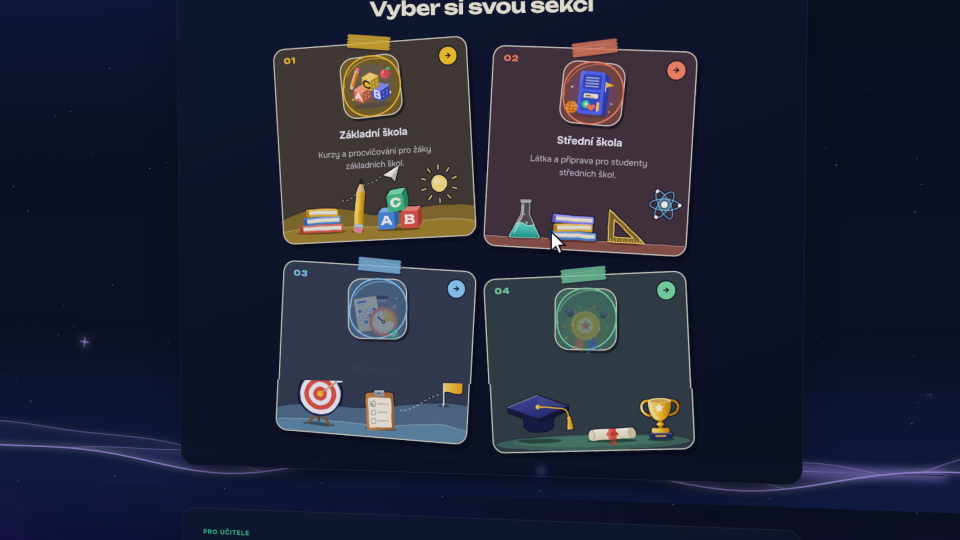 Vyber si svou sekci
01
Základní škola
Kurzy a procvičování pro žáky
základních škol.
C
A B
02
Střední škola
Látka a příprava pro studenty
středních škol.
03
04
PRO UČITELE